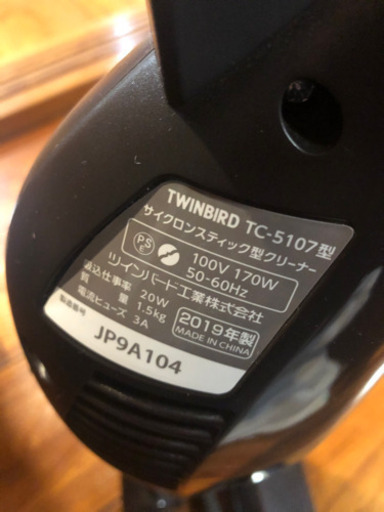 TWINBIRD TC-5107型
サイクロンスティック型クリーナー
PSE 100V 170W
50-60Hz
ツインバード工業株式会社
吸込仕事率 20W
質量 1.5kg
電流ヒューズ 3A
2019年製
MADE IN CHINA
製造番号
JP9A104